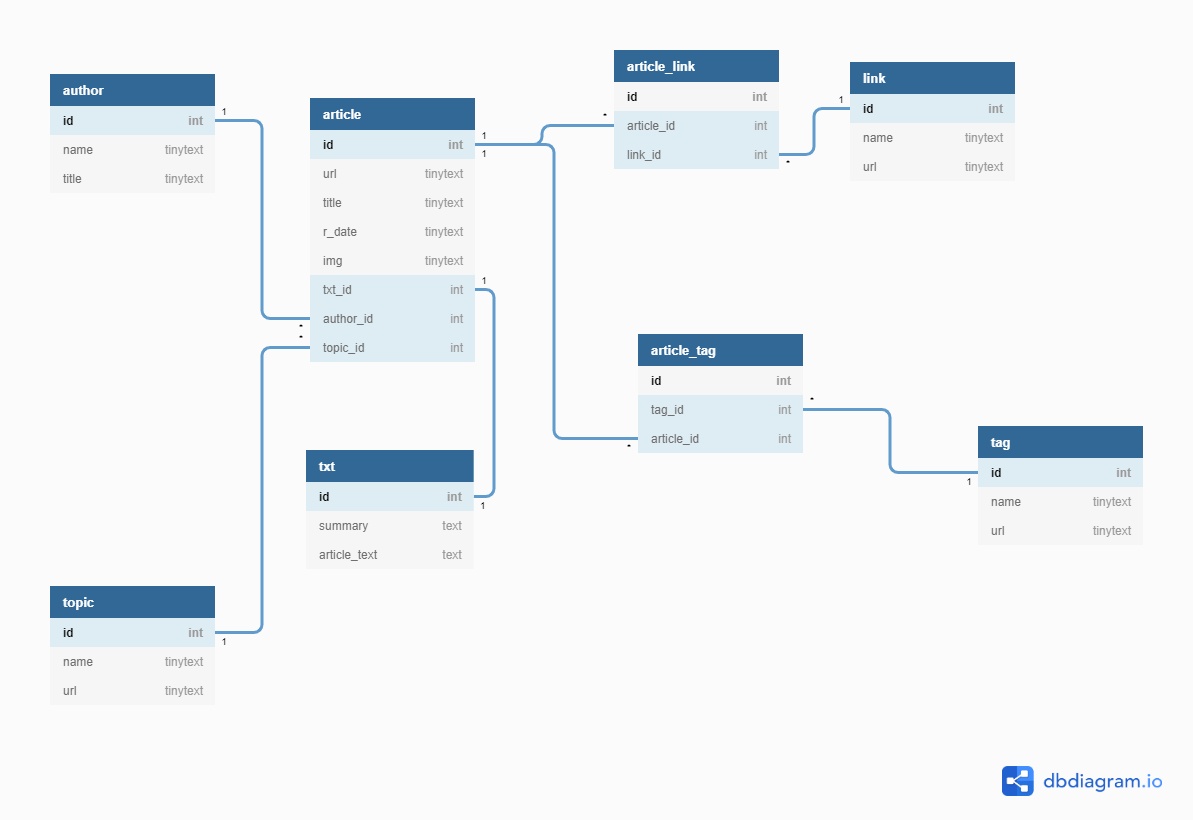 author
id int
name tinytext
title tinytext
1
article
id int
url tinytext
title tinytext
r_date tinytext
img tinytext
txt_id int
author_id int
topic_id int
1
1
1
*
*
article_link
id int
article_id int
link_id int
*
*
link
id int
name tinytext
url tinytext
1
article_tag
id int
tag_id int
article_id int
*
*
tag
id int
name tinytext
url tinytext
1
txt
id int
summary text
article_text text
1
topic
id int
name tinytext
url tinytext
1
dbdiagram.io